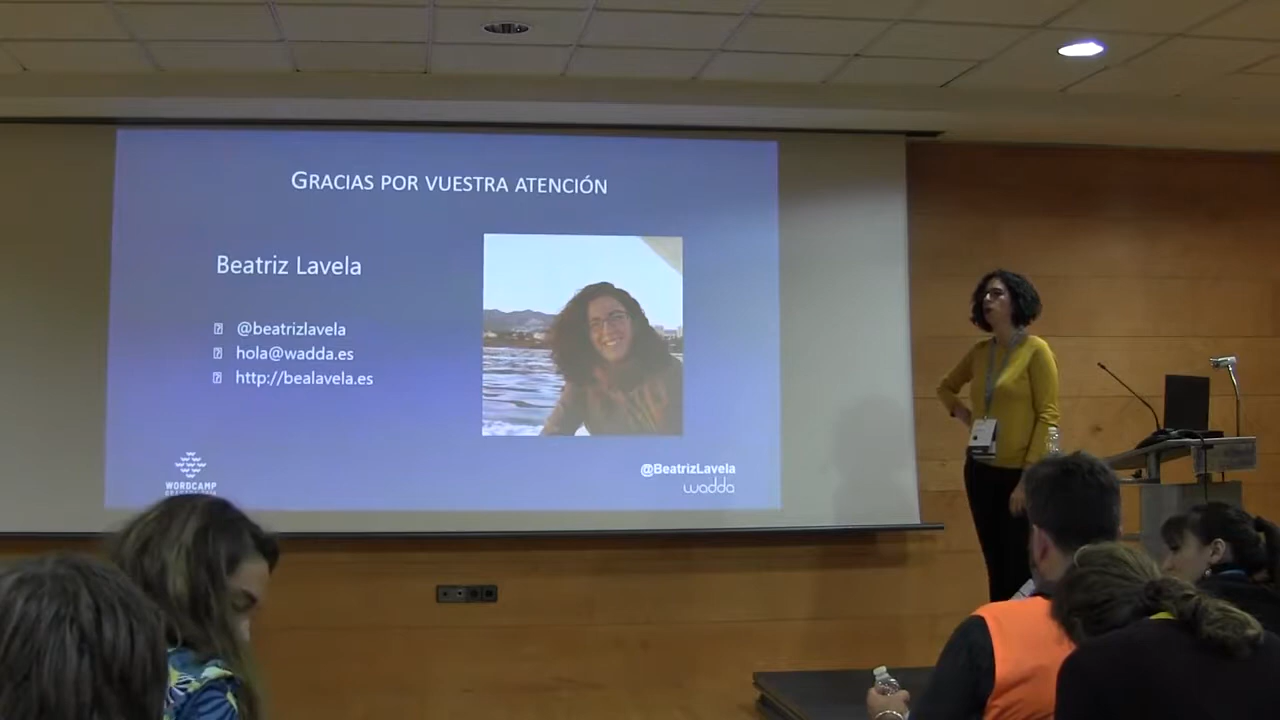 GRACIAS POR VUESTRA ATENCIÓN
Beatriz Lavela
@beatrizlavela
hola@wadda.es
http://bealavela.es
WORDCAMP
@BeatrizLavela
wadda